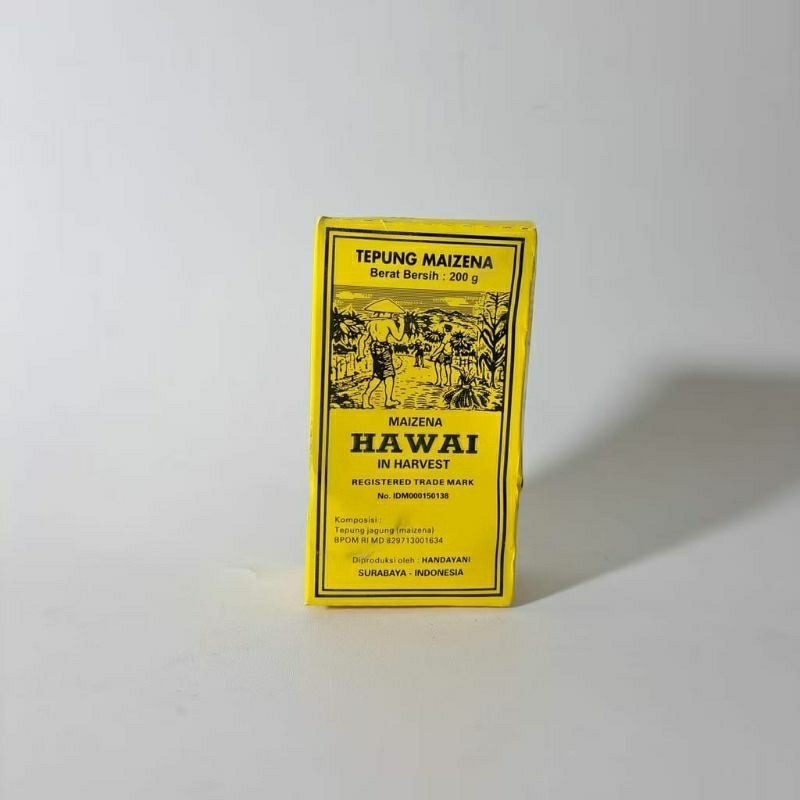 TEPUNG MAIZENA
Berat Bersih : 200 g
MAIZENA
HAWAI
IN HARVEST
REGISTERED TRADE MARK
No. IDM000150138
Komposisi :
Tepung jagung (maizena)
BPOM RI MD 829713001634
Diproduksi oleh : HANDAYANI
SURABAYA - INDONESIA